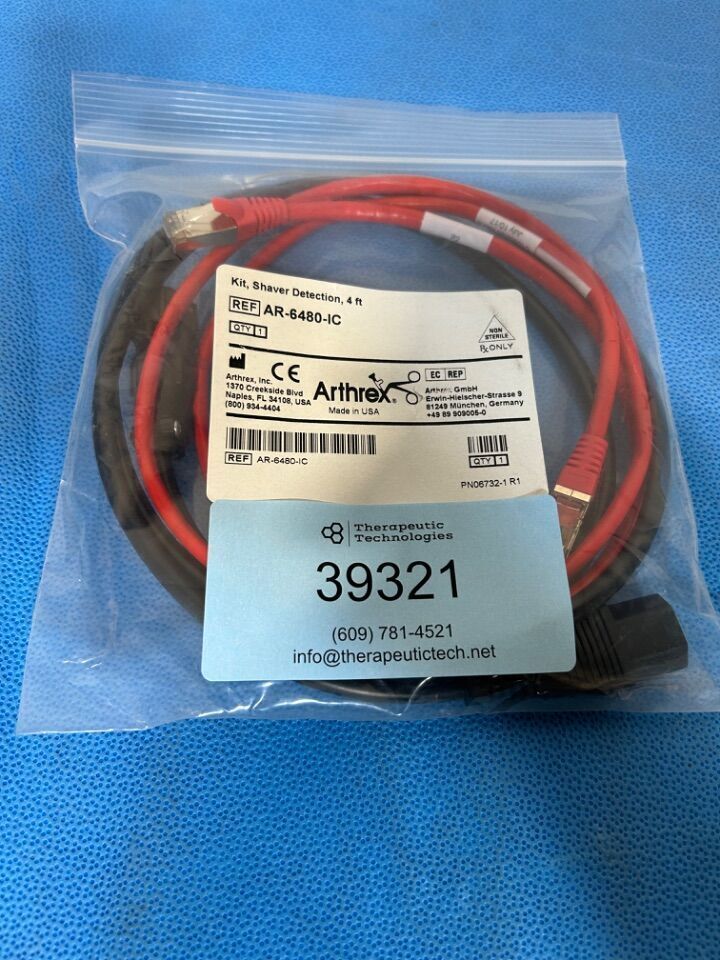 Kit, Shaver Detection, 4 ft
REF AR-6480-IC
QTY 1
NON
STERILE
Rx ONLY
CE
Arthrex, Inc.
1370 Creekside Blvd
Naples, FL 34108, USA
(800) 934-4404
Arthrex®
Made in USA
EC REP
Arthrex GmbH
Erwin-Hielscher-Strasse 9
81249 München, Germany
+49 89 909005-0
REF AR-6480-IC
QTY 1
PN06732-1 R1
Therapeutic
Technologies
39321
(609) 781-4521
info@therapeutictech.net